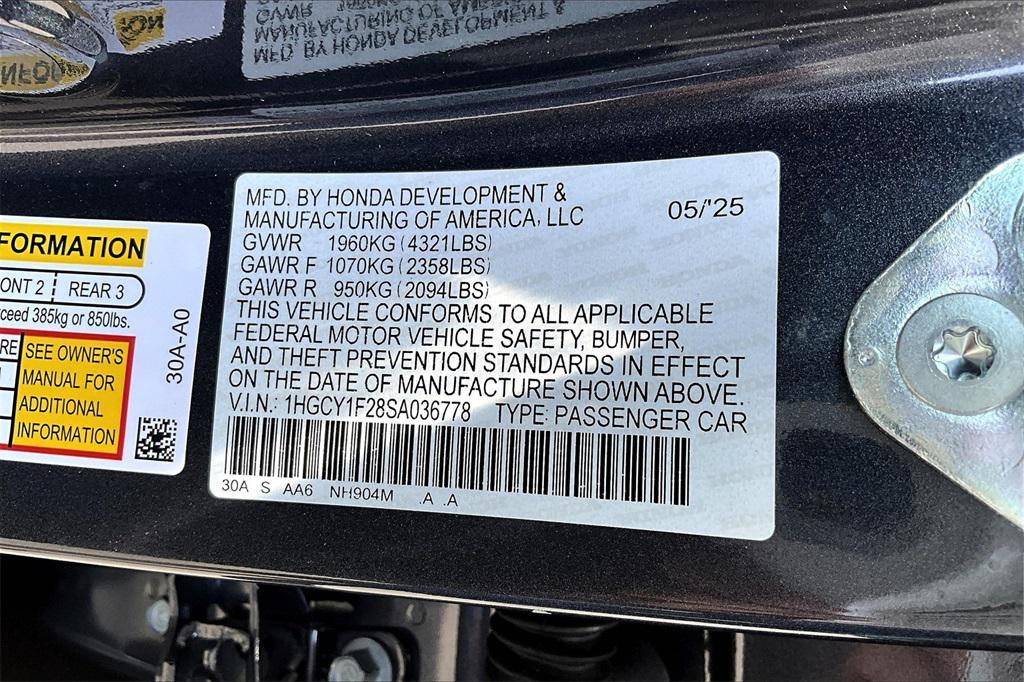 MFD. BY HONDA DEVELOPMENT &
MANUFACTURING OF AMERICA, LLC
05/'25
GVWR 1960KG (4321LBS)
GAWR F 1070KG (2358LBS)
GAWR R 950KG (2094LBS)
THIS VEHICLE CONFORMS TO ALL APPLICABLE
FEDERAL MOTOR VEHICLE SAFETY, BUMPER,
AND THEFT PREVENTION STANDARDS IN EFFECT
ON THE DATE OF MANUFACTURE SHOWN ABOVE.
V.I.N.: 1HGCY1F28SA036778 TYPE: PASSENGER CAR
30A S AA6 NH904M .A .A
FORMATION
ONT 2 REAR 3
xceed 385kg or 850lbs.
RE
SEE OWNER'S
MANUAL FOR
ADDITIONAL
INFORMATION
30A-A0